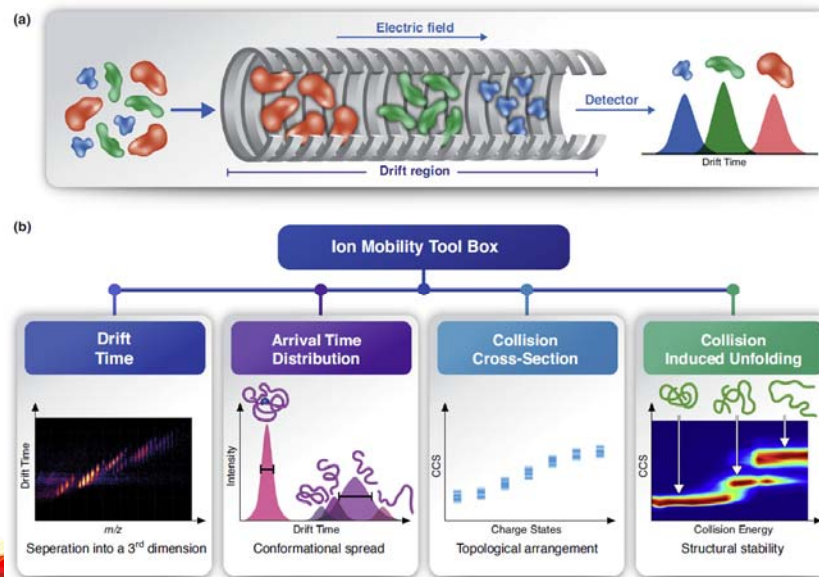 (a)
Electric field
Detector
Drift region
Drift Time
(b)
Ion Mobility Tool Box
Drift
Time
Drift Time
m/z
Seperation into a 3rd dimension
Arrival Time
Distribution
Intensity
Drift Time
Conformational spread
Collision
Cross-Section
CCS
Charge States
Topological arrangement
Collision
Induced Unfolding
CCS
Collision Energy
Structural stability